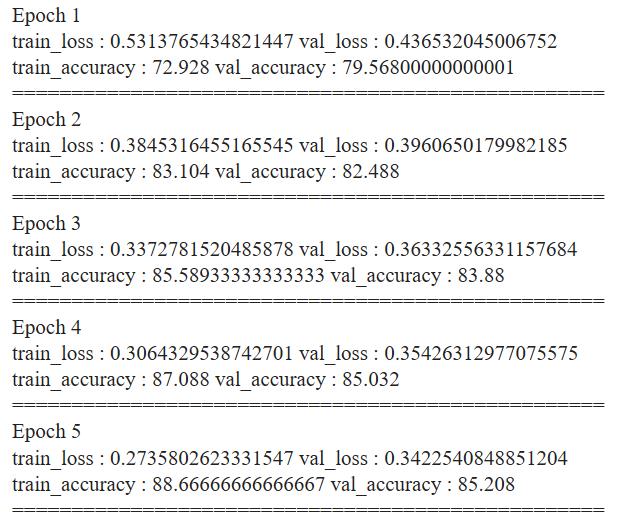 Epoch 1
train_loss : 0.5313765434821447 val_loss : 0.436532045006752
train_accuracy : 72.928 val_accuracy : 79.56800000000001
==================================================
Epoch 2
train_loss : 0.3845316455165545 val_loss : 0.3960650179982185
train_accuracy : 83.104 val_accuracy : 82.488
==================================================
Epoch 3
train_loss : 0.3372781520485878 val_loss : 0.36332556331157684
train_accuracy : 85.58933333333333 val_accuracy : 83.88
==================================================
Epoch 4
train_loss : 0.3064329538742701 val_loss : 0.35426312977075575
train_accuracy : 87.088 val_accuracy : 85.032
==================================================
Epoch 5
train_loss : 0.2735802623331547 val_loss : 0.3422540848851204
train_accuracy : 88.66666666666667 val_accuracy : 85.208
==================================================